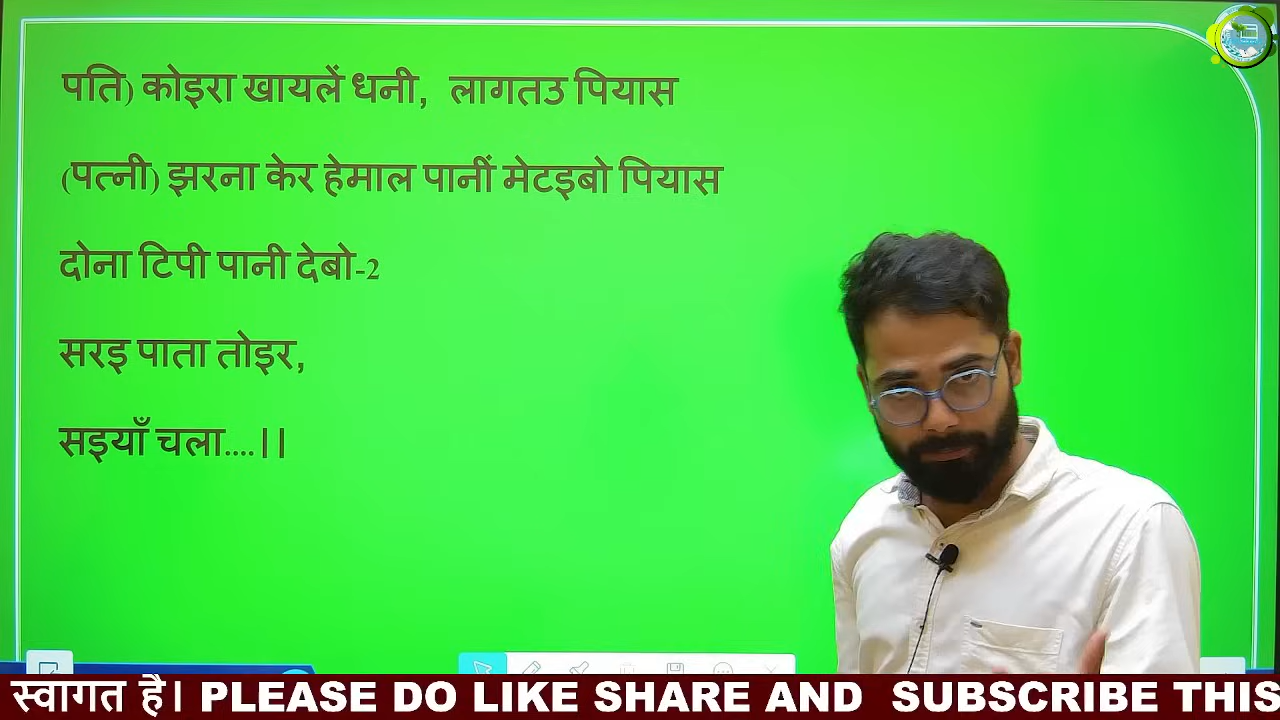 पति) कोइरा खायलें धनी, लागतउ पियास
(पत्नी) झरना केर हेमाल पानीं मेटइबो पियास
दोना टिपी पानी देबो-2
सरइ पाता तोइर,
सइयाँ चला....।।
स्वागत है। PLEASE DO LIKE SHARE AND SUBSCRIBE THIS